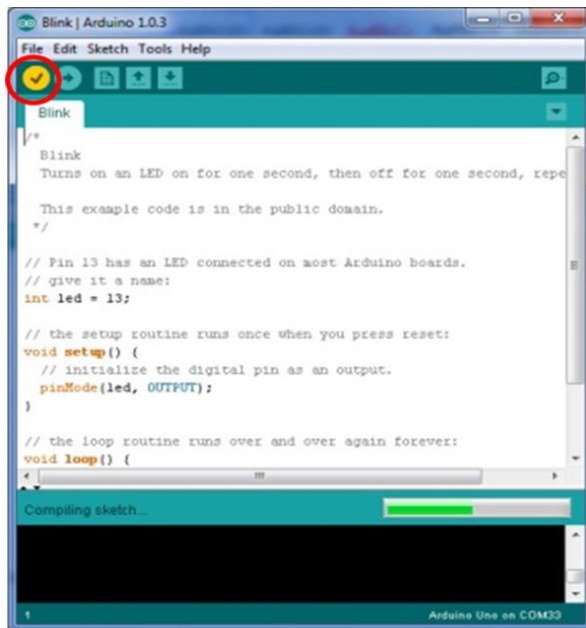 Blink | Arduino 1.0.3
File Edit Sketch Tools Help
Blink
/*
Blink
Turns on an LED on for one second, then off for one second, repe
This example code is in the public domain.
*/
// Pin 13 has an LED connected on most Arduino boards.
// give it a name:
int led = 13;
// the setup routine runs once when you press reset:
void setup() {
// initialize the digital pin as an output.
pinMode(led, OUTPUT);
}
// the loop routine runs over and over again forever:
void loop() {
Compiling sketch...
1
Arduino Uno on COM33